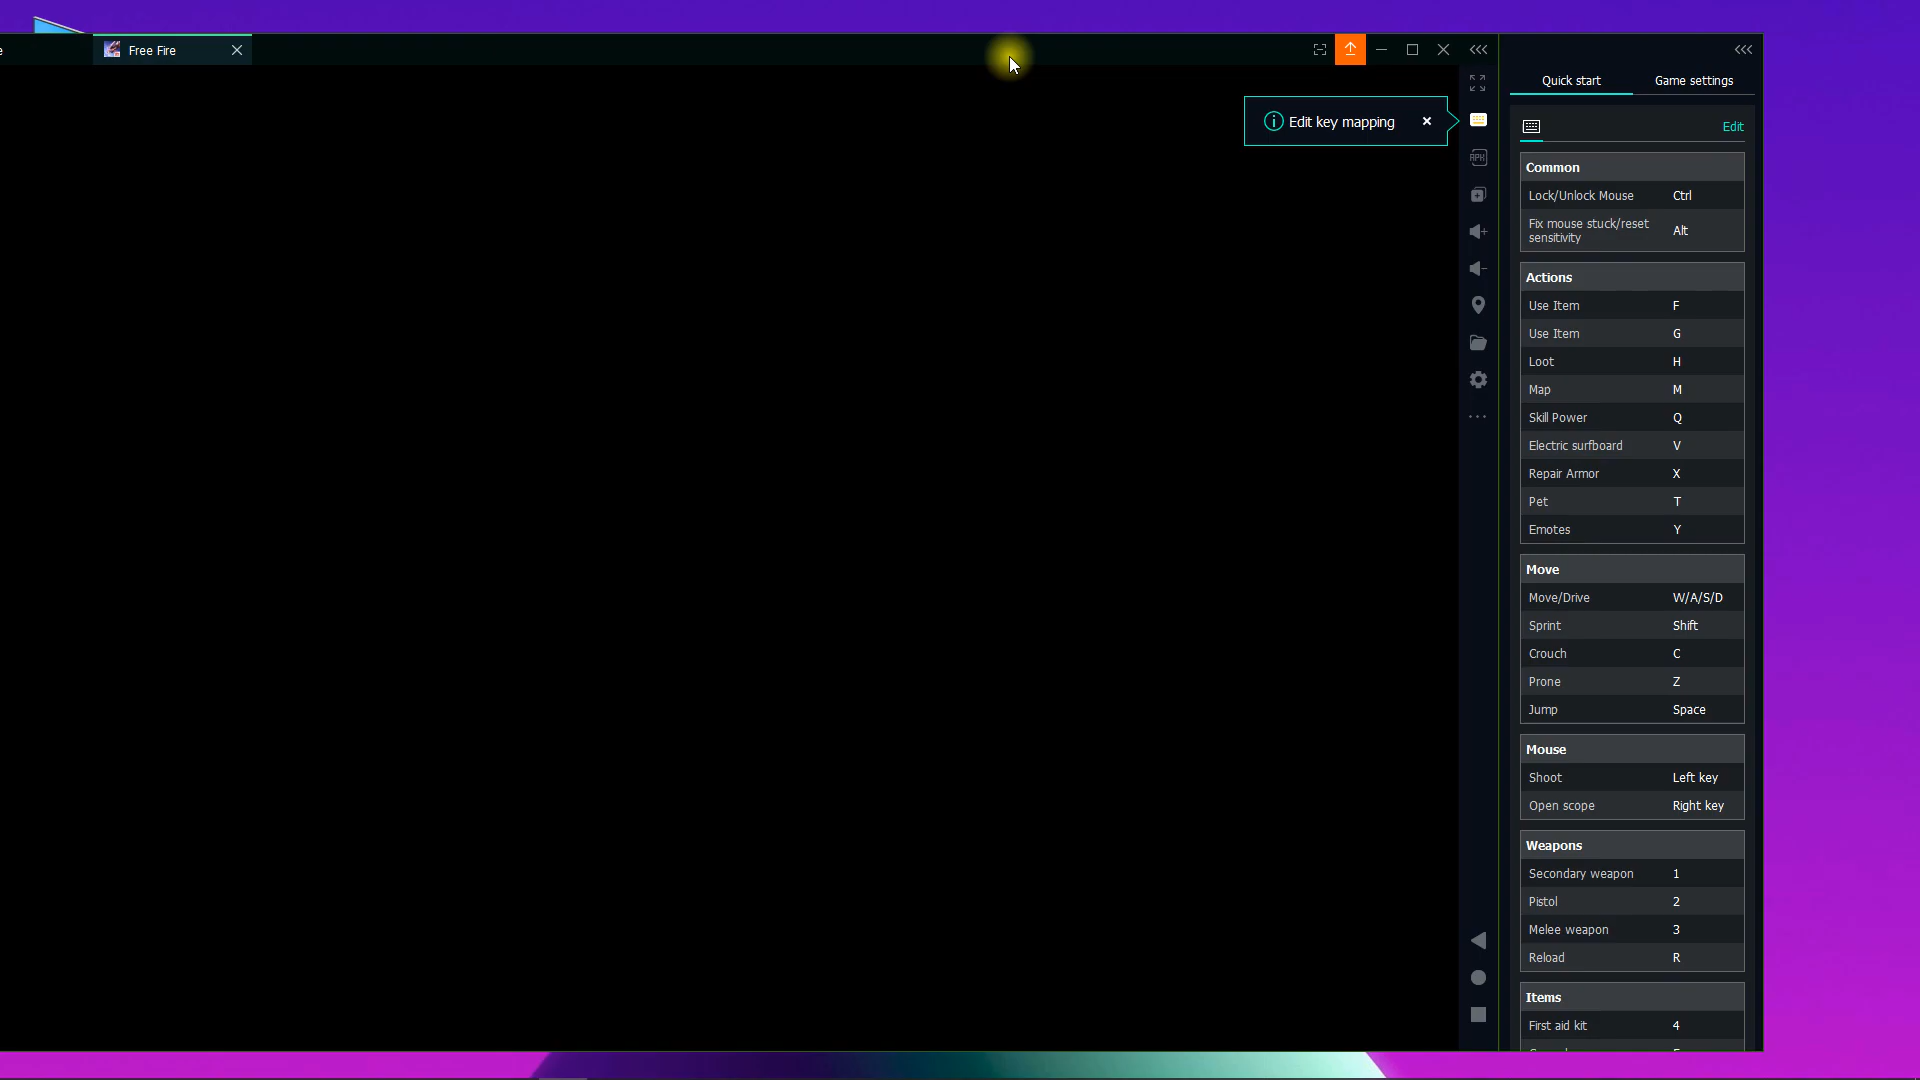 e
Free Fire
Edit key mapping
Quick start Game settings
Edit
Common
Lock/Unlock Mouse Ctrl
Fix mouse stuck/reset
sensitivity Alt
Actions
Use Item F
Use Item G
Loot H
Map M
Skill Power Q
Electric surfboard V
Repair Armor X
Pet T
Emotes Y
Move
Move/Drive W/A/S/D
Sprint Shift
Crouch C
Prone Z
Jump Space
Mouse
Shoot Left key
Open scope Right key
Weapons
Secondary weapon 1
Pistol 2
Melee weapon 3
Reload R
Items
First aid kit 4
APK